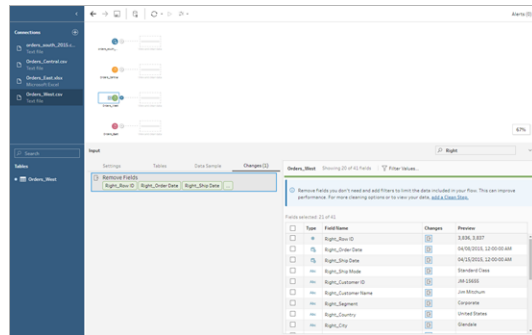 Alerts (0)
Connections
orders_south_2015.c...
Text file
Orders_Central.csv
Text file
Orders_East.xlsx
Microsoft Excel
Orders_West.csv
Text file
67%
Search
Tables
Orders_West
Input
Right
Settings
Tables
Data Sample
Changes (1)
Remove Fields
Right_Row ID
Right_Order Date
Right_Ship Date
...
Orders_West
Showing 20 of 41 fields
Filter Values...
Remove Fields you don't need and add filters to limit the data included in your flow. This can improve
performance. For more cleaning options or to view your data, add a Clean Step.
Fields selected: 21 of 41
Type Field Name Changes Preview
Right_Row ID 3,836, 3,837
Right_Order Date 04/08/2015, 12:00:00 AM
Right_Ship Date 04/13/2015, 12:00:00 AM
Right_Ship Mode Standard Class
Right_Customer ID
Right_Customer Name Jon Mitchum
Right_Segment Corporate
Right_Country United States
Right_City Glendale